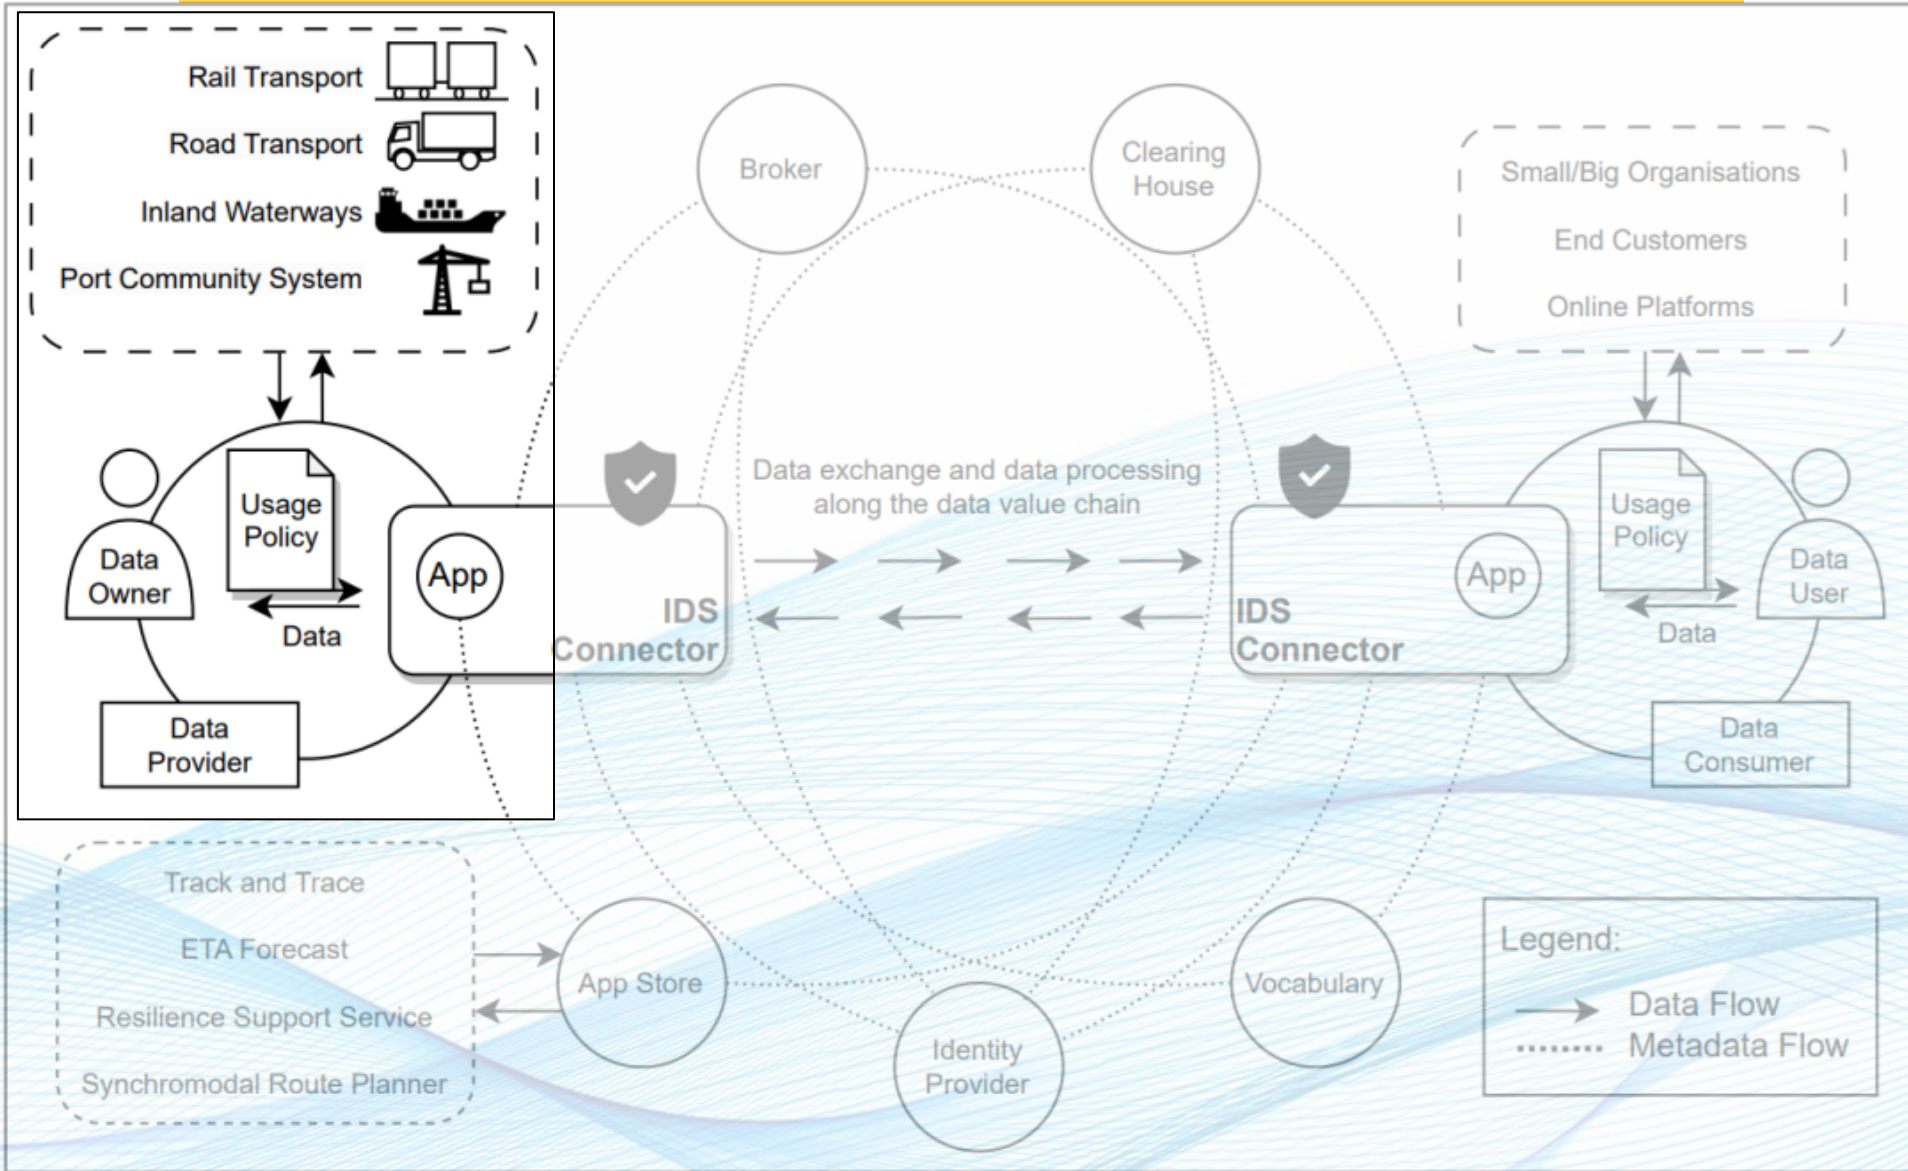 Rail Transport
Road Transport
Inland Waterways
Port Community System
Broker
Clearing
House
Small/Big Organisations
End Customers
Online Platforms
Data
Owner
Usage
Policy
Data
App
IDS
Connector
Data
Provider
Data exchange and data processing
along the data value chain
IDS
Connector
App
Usage
Policy
Data
Data
User
Data
Consumer
Track and Trace
ETA Forecast
Resilience Support Service
Synchromodal Route Planner
App Store
Identity
Provider
Vocabulary
Legend:
Data Flow
Metadata Flow